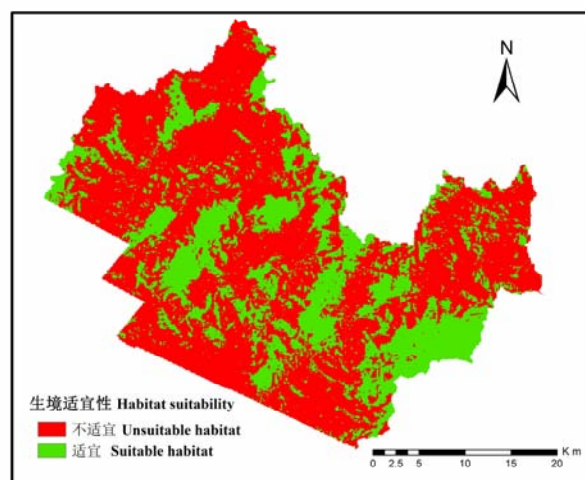 N
生境适宜性 Habitat suitability
不适宜 Unsuitable habitat
适宜 Suitable habitat
Km
0 2.5 5 10 15 20